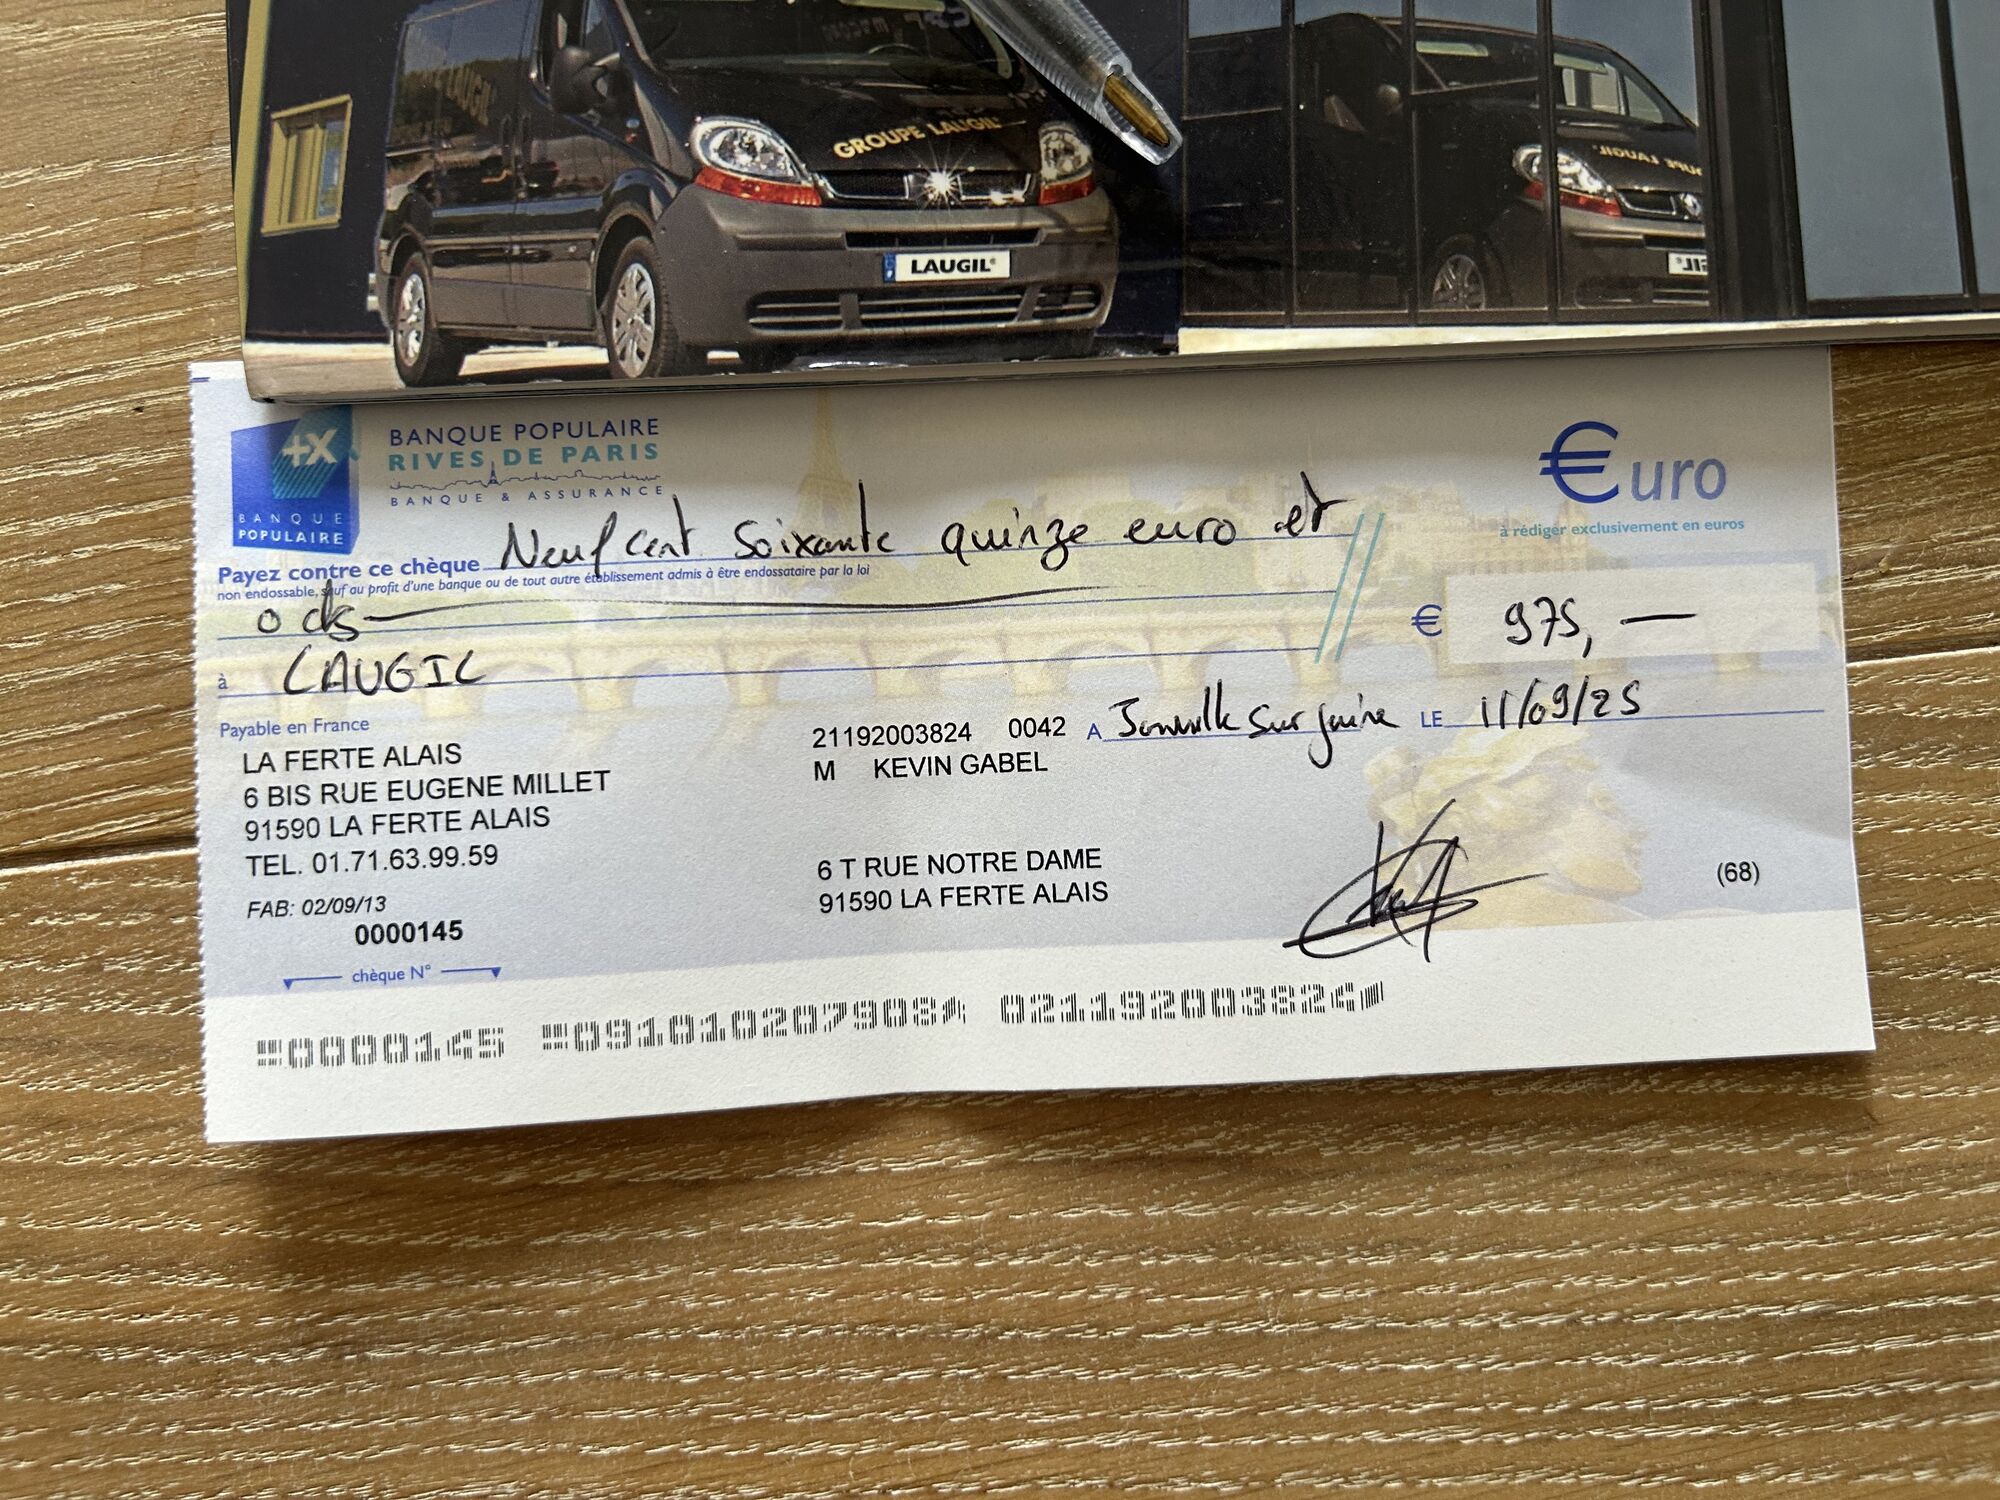 GROUPE LAUGIL
LAUGIL®
+X
BANQUE
POPULAIRE
BANQUE POPULAIRE
RIVES DE PARIS
BANQUE & ASSURANCE
€uro
à rédiger exclusivement en euros
Payez contre ce chèque Neuf cent soixante quinze euro et
non endossable, sauf au profit d'une banque ou de tout autre établissement admis à être endossataire par la loi
0 cts
€ 975, —
à LAUGIL
Payable en France
LA FERTE ALAIS
6 BIS RUE EUGENE MILLET
91590 LA FERTE ALAIS
TEL. 01.71.63.99.59
FAB: 02/09/13
0000145
chèque N°
21192003824 0042
M KEVIN GABEL
6 T RUE NOTRE DAME
91590 LA FERTE ALAIS
A sur LE 11/09/25
(68)
0000145 091010207908 021192003824